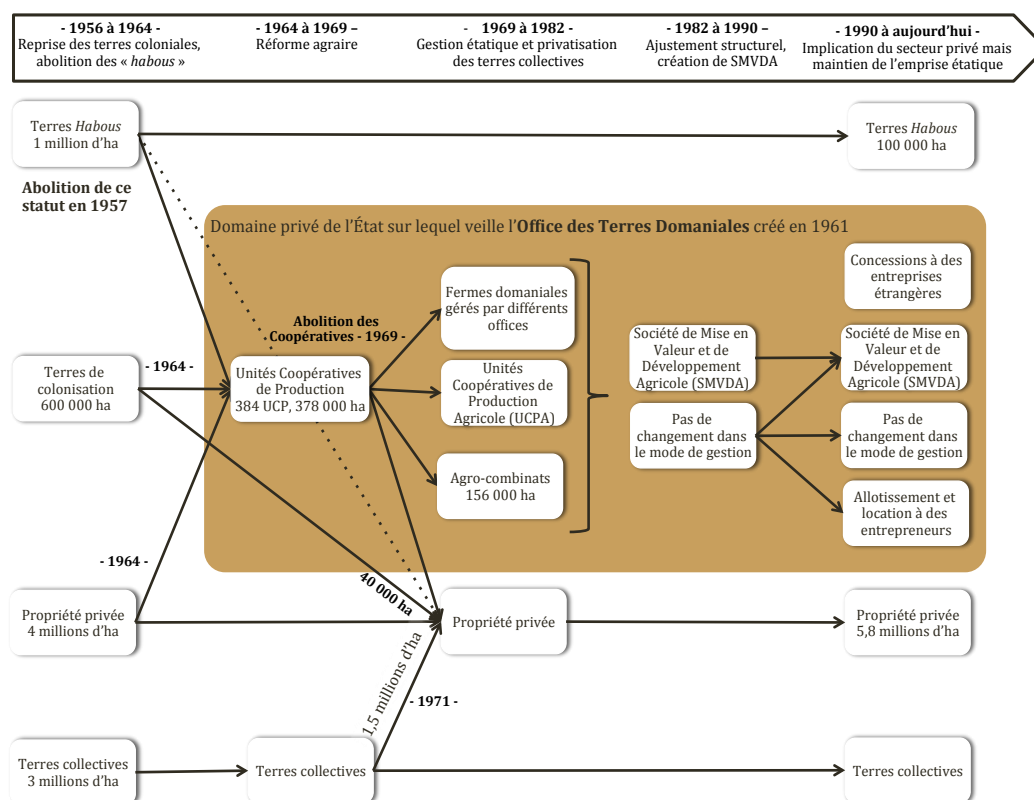 - 1956 à 1964 -
Reprise des terres coloniales,
abolition des « habous »
- 1964 à 1969 –
Réforme agraire
- 1969 à 1982 -
Gestion étatique et privatisation
des terres collectives
- 1982 à 1990 –
Ajustement structurel,
création de SMVDA
- 1990 à aujourd'hui -
Implication du secteur privé mais
maintien de l'emprise étatique
Terres Habous
1 million d'ha
Terres Habous
100 000 ha
Abolition de ce
statut en 1957
Domaine privé de l'État sur lequel veille l'Office des Terres Domaniales créé en 1961
Concessions à des
entreprises
étrangères
Fermes domaniales
gérés par différents
offices
Abolition des
Coopératives - 1969 -
Terres de
colonisation
600 000 ha
- 1964 -
Unités Coopératives
de Production
384 UCP, 378 000 ha
Unités
Coopératives de
Production
Agricole (UCPA)
Société de Mise en
Valeur et de
Développement
Agricole (SMVDA)
Société de Mise en
Valeur et de
Développement
Agricole (SMVDA)
Pas de
changement dans
le mode de gestion
Pas de
changement dans
le mode de gestion
Agro-combinats
156 000 ha
Allotissement et
location à des
entrepreneurs
- 1964 -
40 000 ha
Propriété privée
4 millions d'ha
Propriété privée
Propriété privée
5,8 millions d'ha
1,5 millions d'ha
- 1971 -
Terres collectives
3 millions d'ha
Terres collectives
Terres collectives